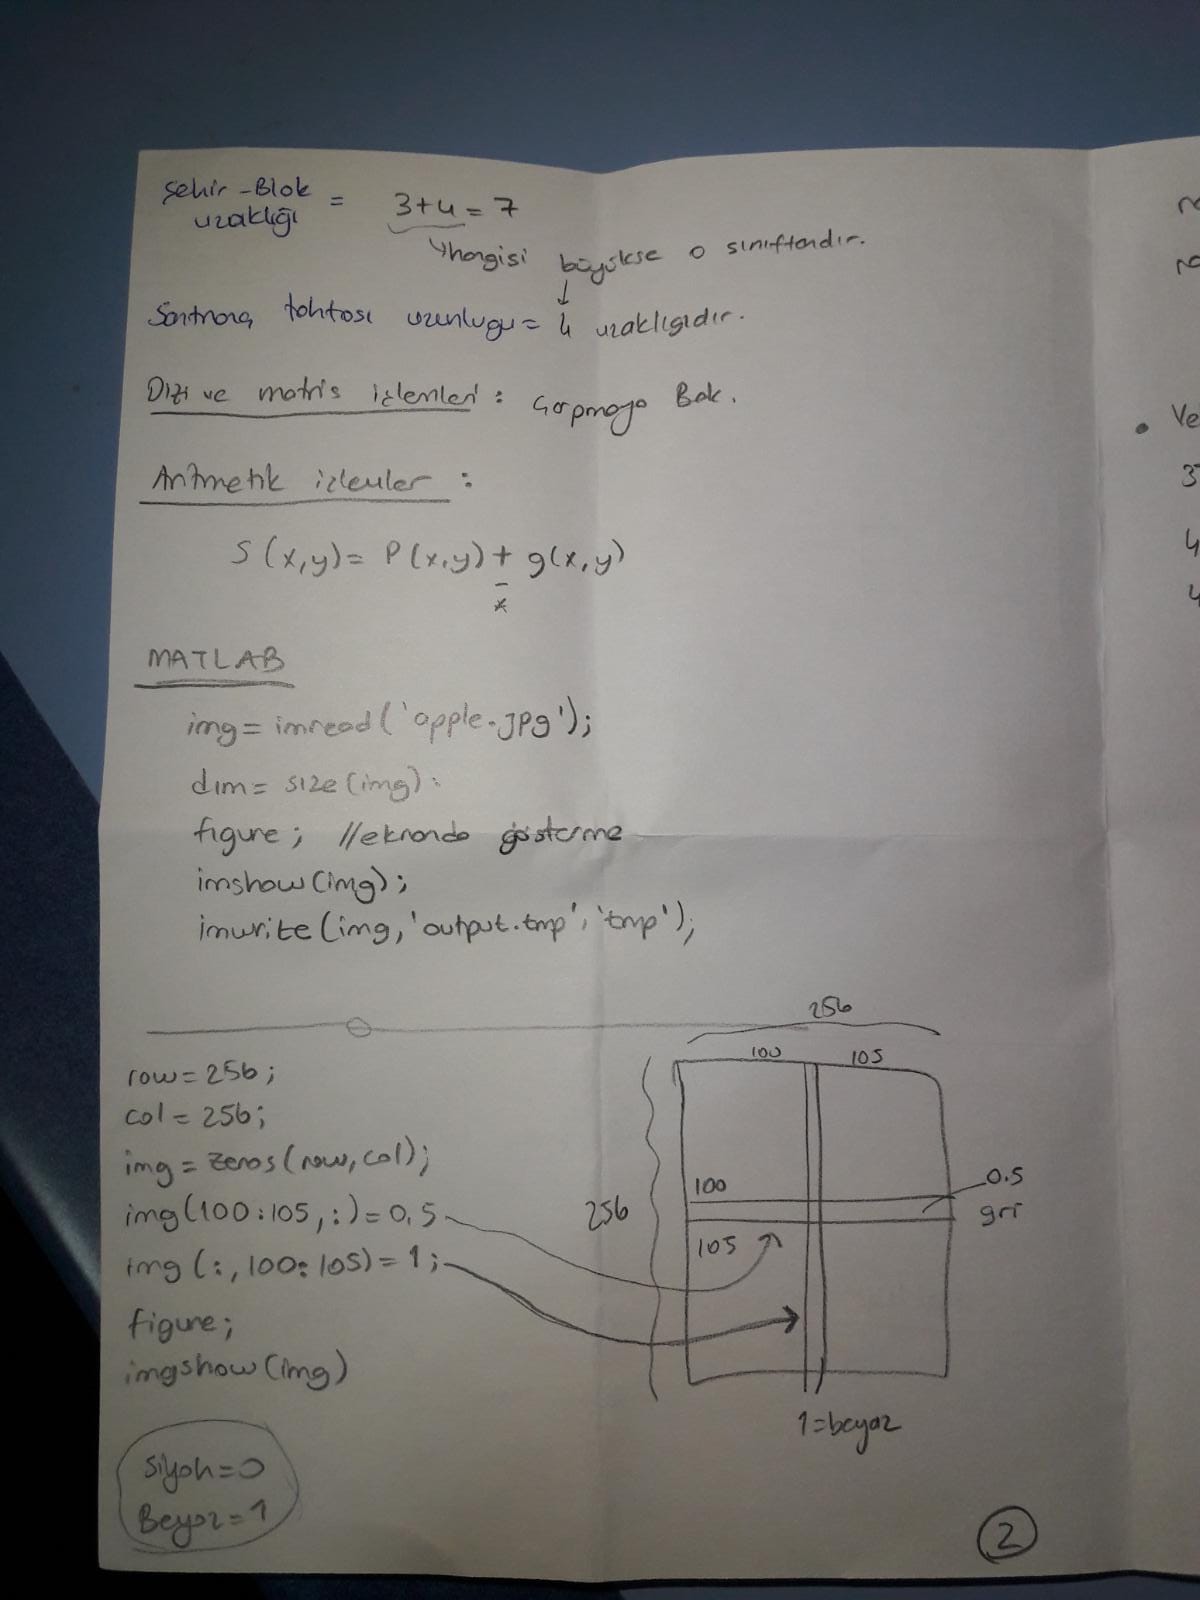 Şehir-Blok uzaklığı = 3+4=7
↳hangisi büyükse o sınıftandır.
Santranç tahtası uzunlugu = 4 uzaklıgıdır.
Dizi ve matris işlemleri : Çarpmaya Bak.
Aritmetik işlemler :
S(x,y)= P(x,y) + g(x,y)
-
*
MATLAB
img= imread('apple.jpg');
dım= sıze(img);
figure; //ekranda gösterme
imshow(img);
imwrite(img,'output.tmp','tmp');
256
100 105
row=256;
col=256;
img=zeros(row,col);
img(100:105,:)=0,5
img(:,100:105)=1;
figure;
imgshow(img)
256
100
105
0.5
gri
1=beyaz
Siyah=0
Beyaz=1
2
• Ve
3
4
4